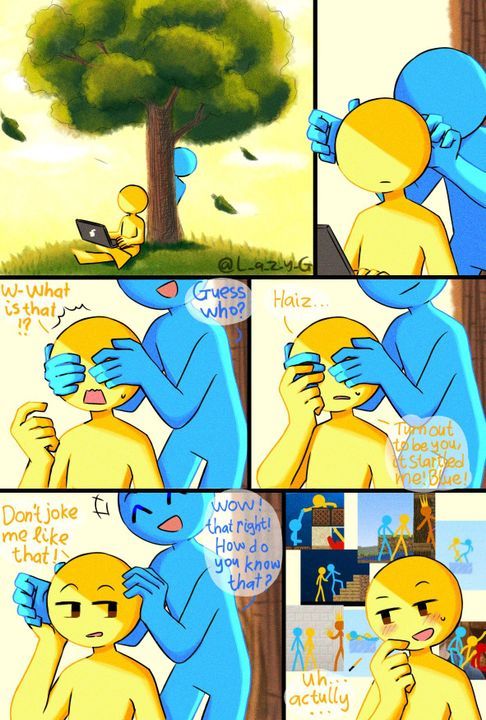 @L_a_z_y_G
W-What
is that
!?
Guess
who?
Haiz...
Turn out
to be you,
it startled
me! Blue!
Don't joke
me like
that!
Wow!
that right!
How do
you know
that?
Uh...
actully
...